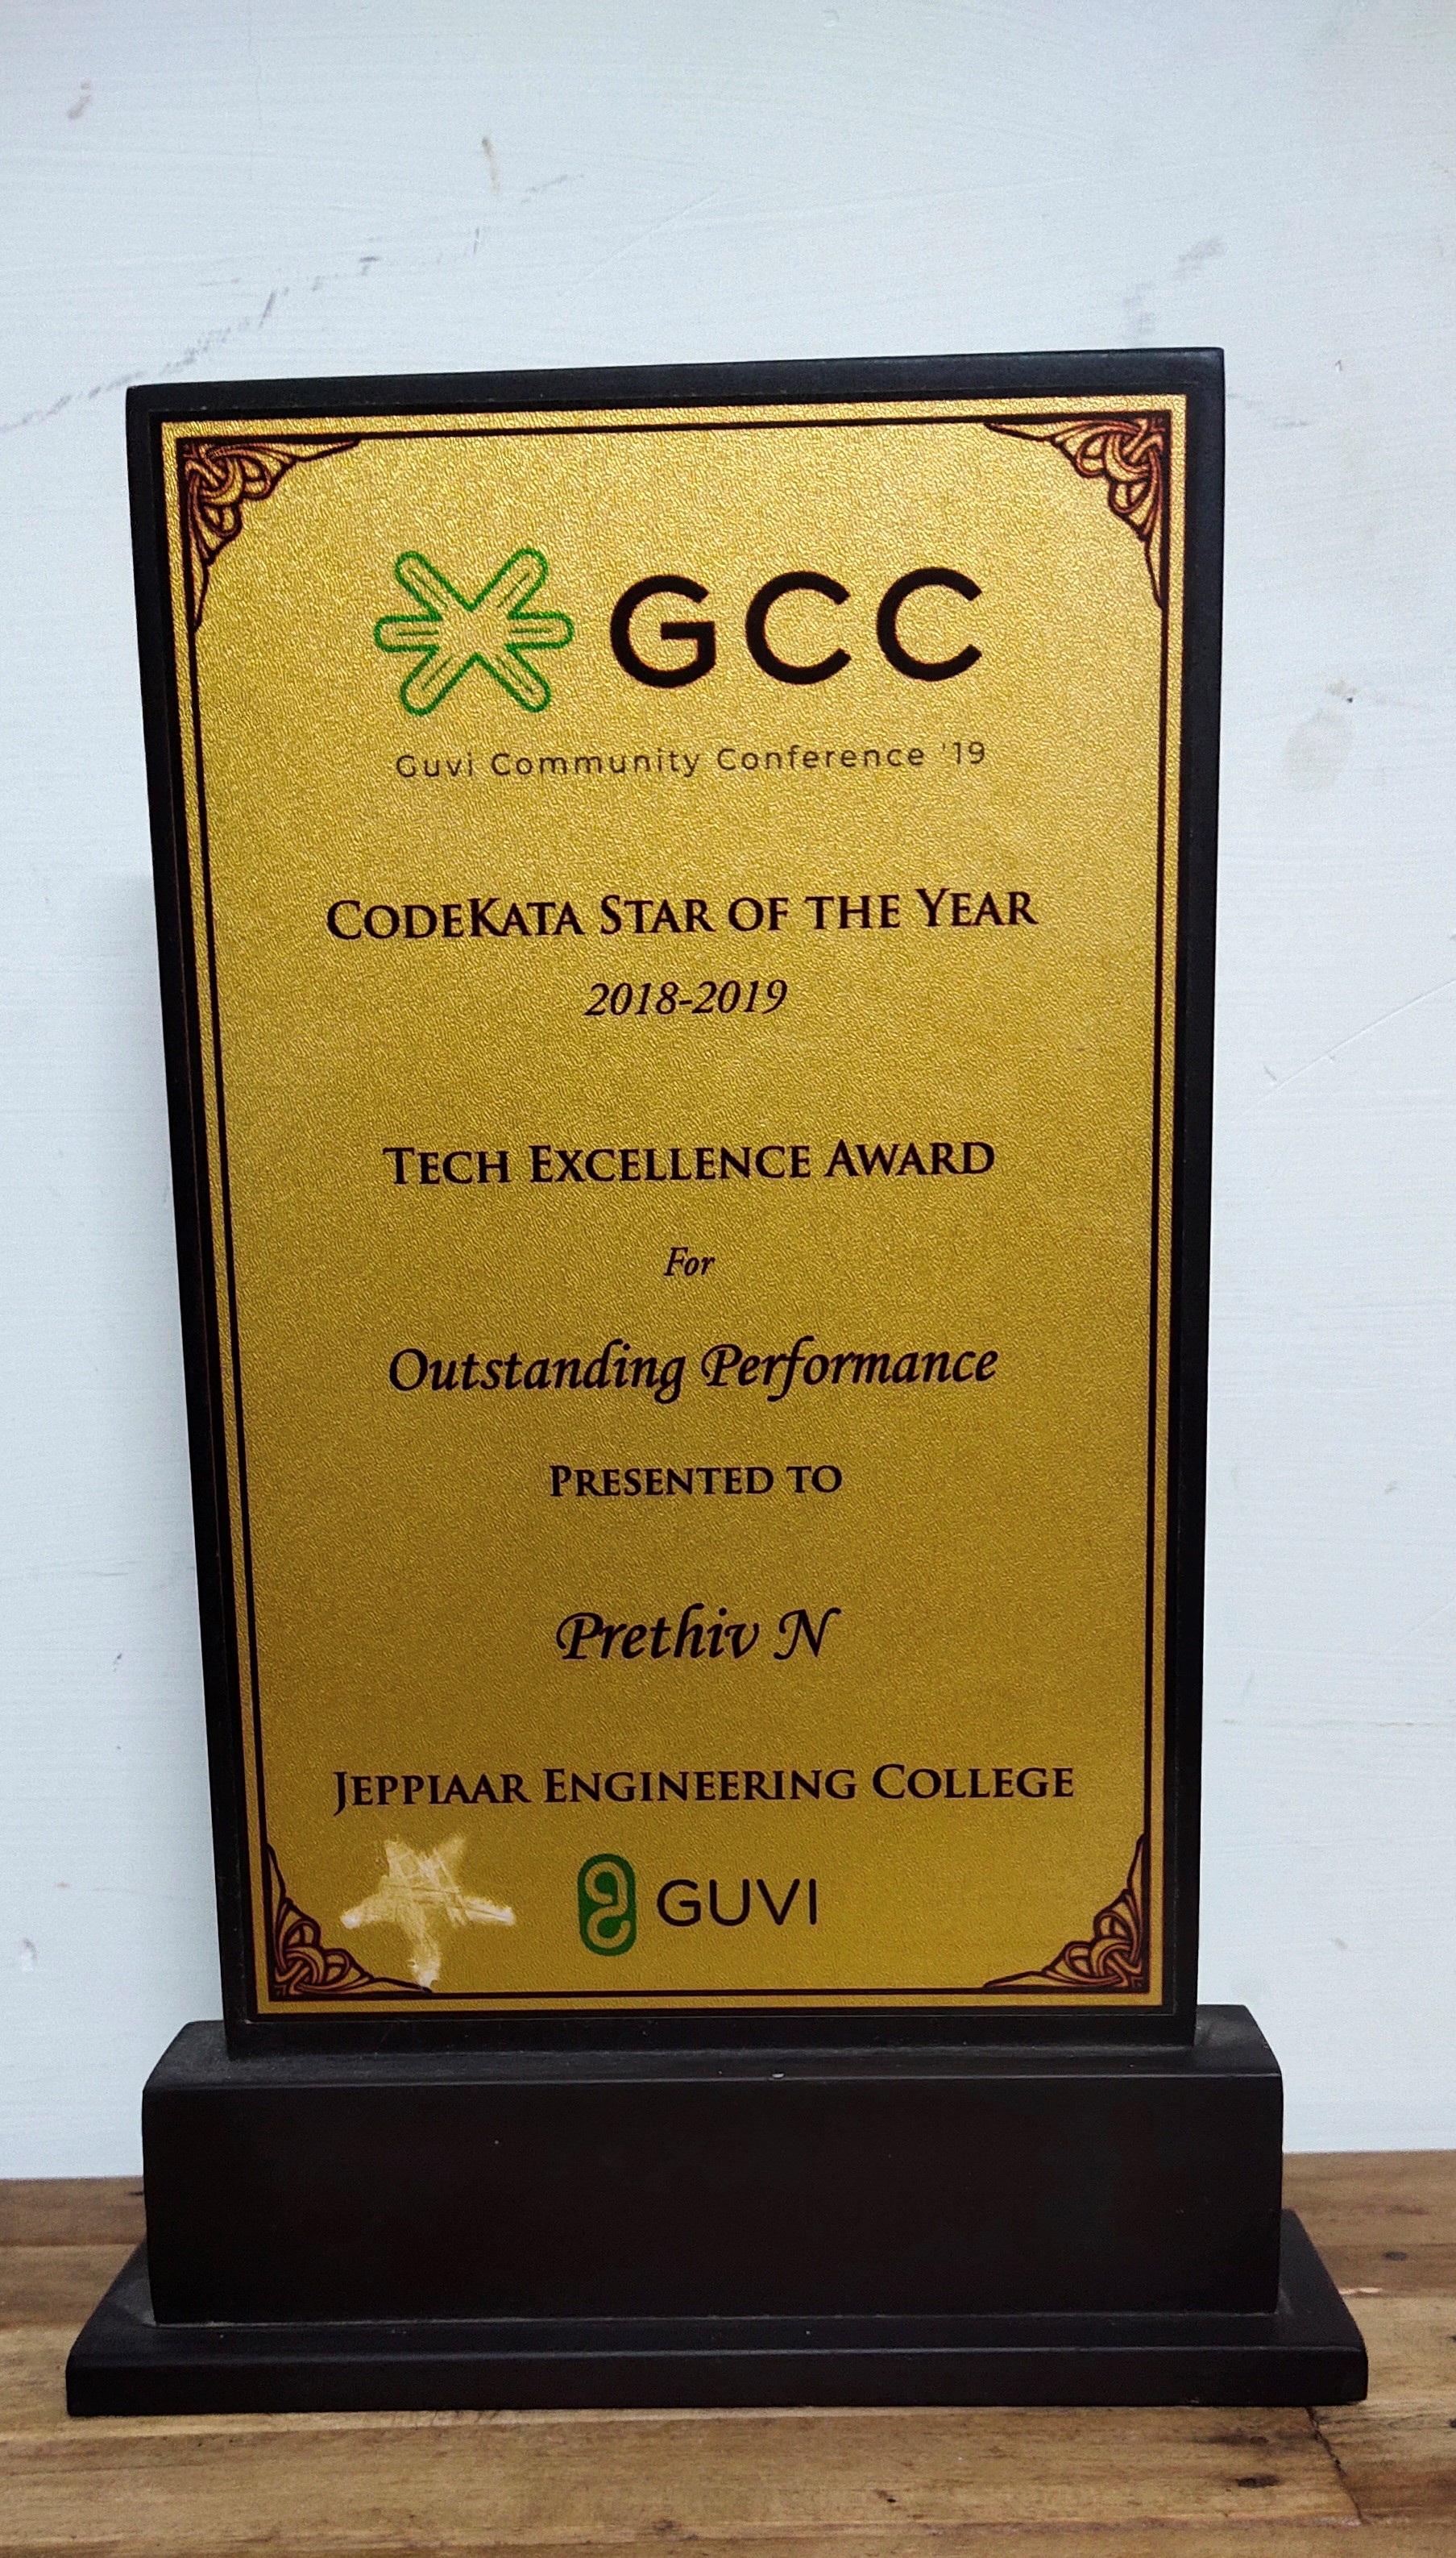 GCC
Guvi Community Conference '19
CODEKATA STAR OF THE YEAR
2018-2019
TECH EXCELLENCE AWARD
For
Outstanding Performance
PRESENTED TO
Prethiv N
JEPPIAAR ENGINEERING COLLEGE
GUVI